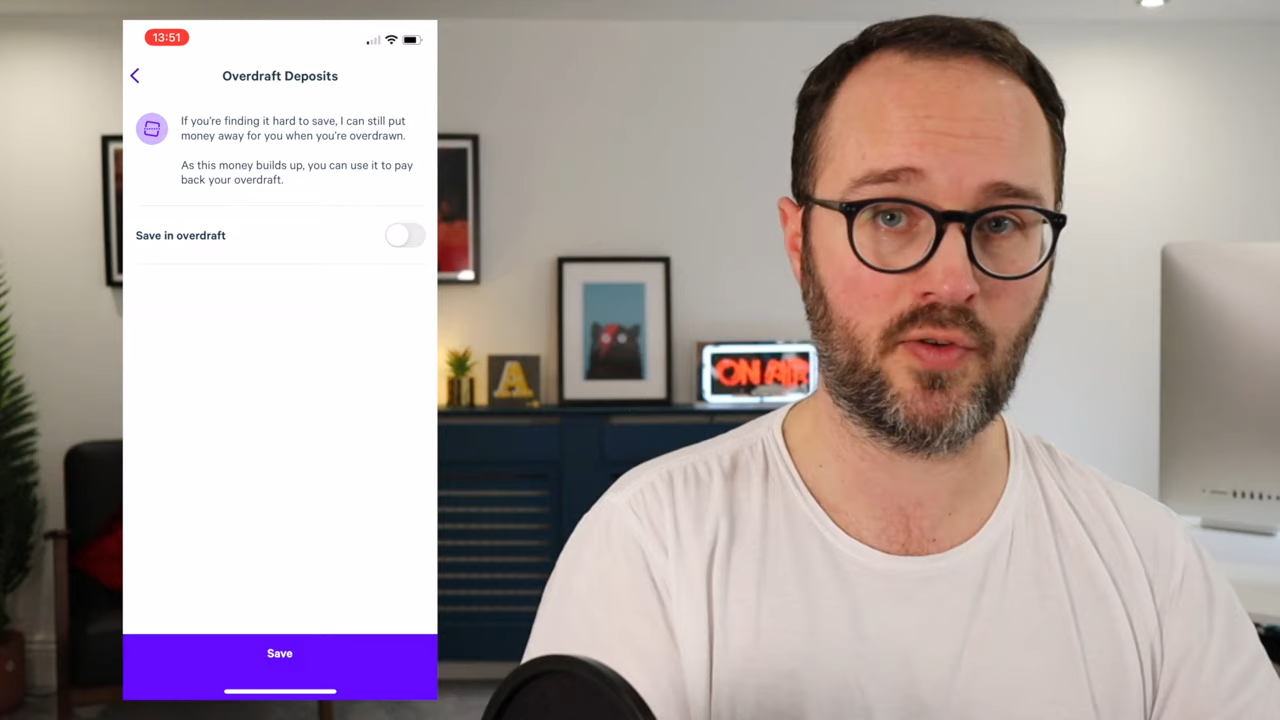 13:51
Overdraft Deposits
If you're finding it hard to save, I can still put
money away for you when you're overdrawn.
As this money builds up, you can use it to pay
back your overdraft.
Save in overdraft
Save
A
ON AIR